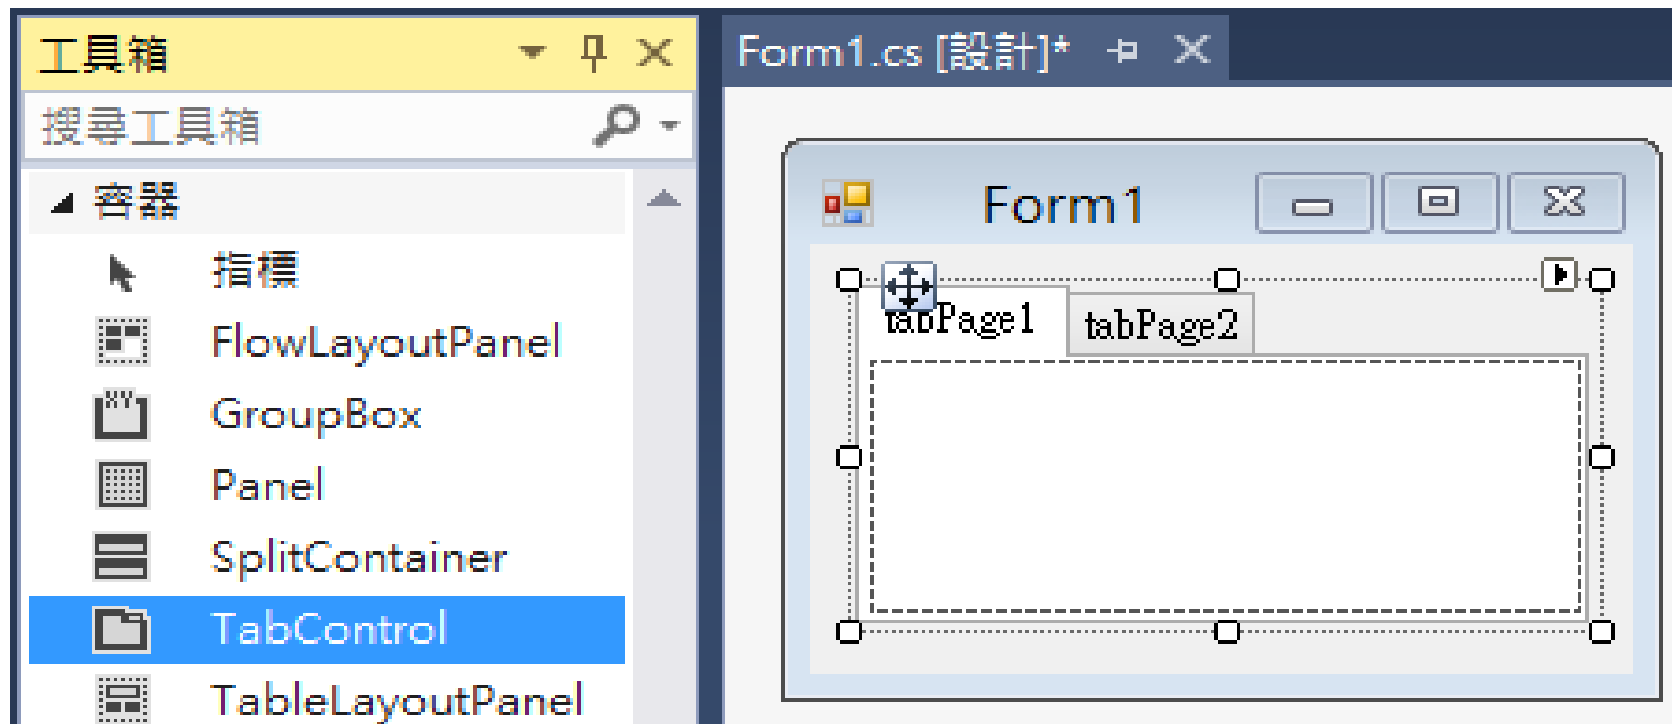 工具箱
搜尋工具箱
容器
指標
FlowLayoutPanel
GroupBox
Panel
SplitContainer
TabControl
TableLayoutPanel
Form1.cs [設計]*
Form1
tabPage1
tabPage2